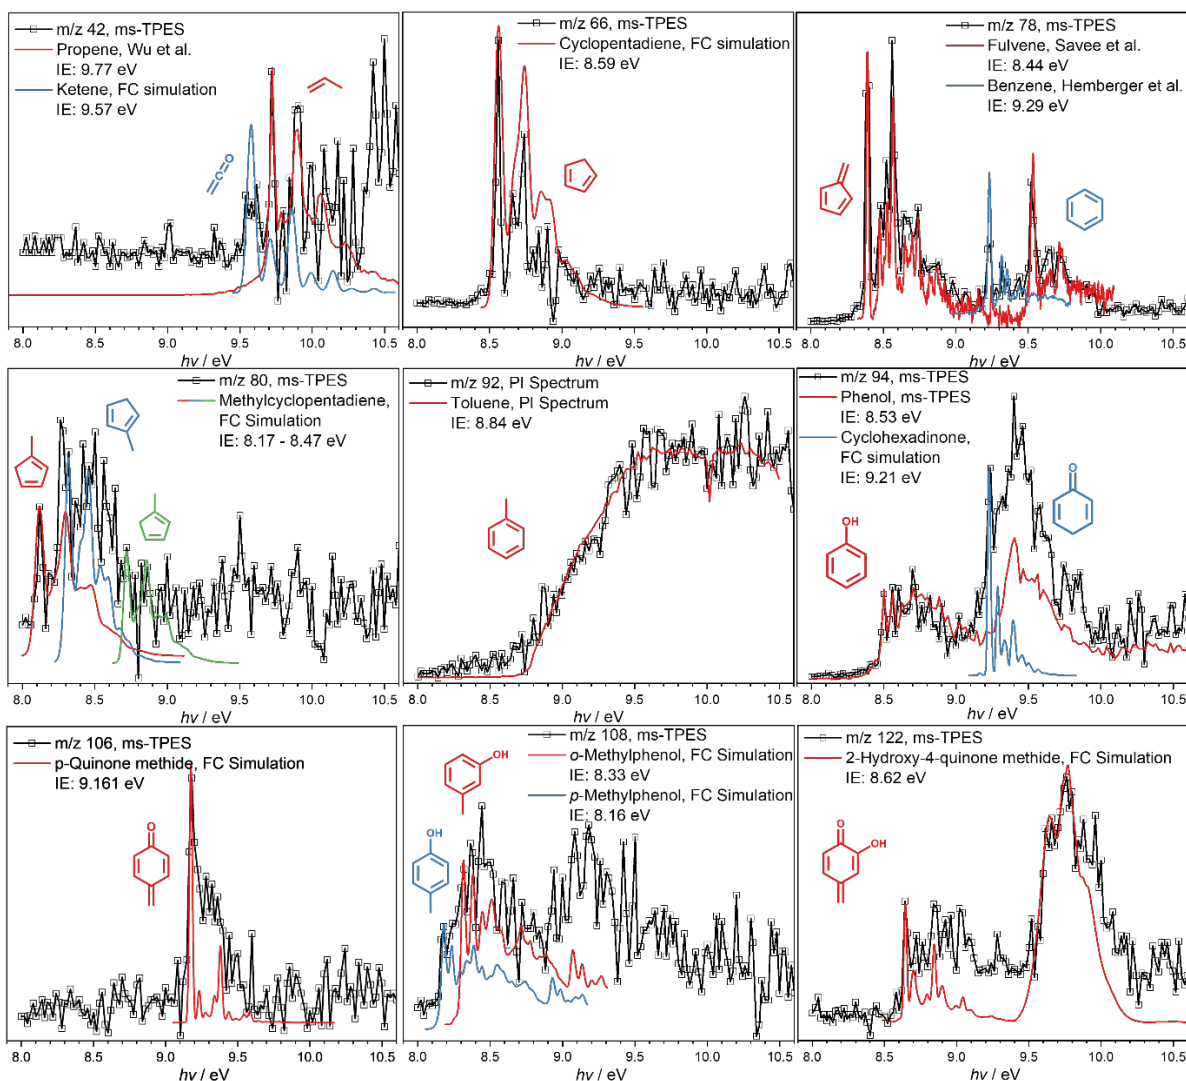 m/z 42, ms-TPES
Propene, Wu et al.
IE: 9.77 eV
Ketene, FC simulation
IE: 9.57 eV
C
O
8.0 8.5 9.0 9.5 10.0 10.5
hv / eV
m/z 66, ms-TPES
Cyclopentadiene, FC simulation
IE: 8.59 eV
8.0 8.5 9.0 9.5 10.0 10.5
hv / eV
m/z 78, ms-TPES
Fulvene, Savee et al.
IE: 8.44 eV
Benzene, Hemberger et al.
IE: 9.29 eV
8.0 8.5 9.0 9.5 10.0 10.5
hv / eV
m/z 80, ms-TPES
Methylcyclopentadiene,
FC Simulation
IE: 8.17 - 8.47 eV
8.0 8.5 9.0 9.5 10.0 10.5
hv / eV
m/z 92, PI Spectrum
Toluene, PI Spectrum
IE: 8.84 eV
8.0 8.5 9.0 9.5 10.0 10.5
hv / eV
m/z 94, ms-TPES
Phenol, ms-TPES
IE: 8.53 eV
Cyclohexadinone,
FC simulation
IE: 9.21 eV
OH
O
8.0 8.5 9.0 9.5 10.0 10.5
hv / eV
m/z 106, ms-TPES
p-Quinone methide, FC Simulation
IE: 9.161 eV
O
8.0 8.5 9.0 9.5 10.0 10.5
hv / eV
m/z 108, ms-TPES
o-Methylphenol, FC Simulation
IE: 8.33 eV
p-Methylphenol, FC Simulation
IE: 8.16 eV
OH
OH
8.0 8.5 9.0 9.5 10.0 10.5
hv / eV
m/z 122, ms-TPES
2-Hydroxy-4-quinone methide, FC Simulation
IE: 8.62 eV
O
OH
8.0 8.5 9.0 9.5 10.0 10.5
hv / eV